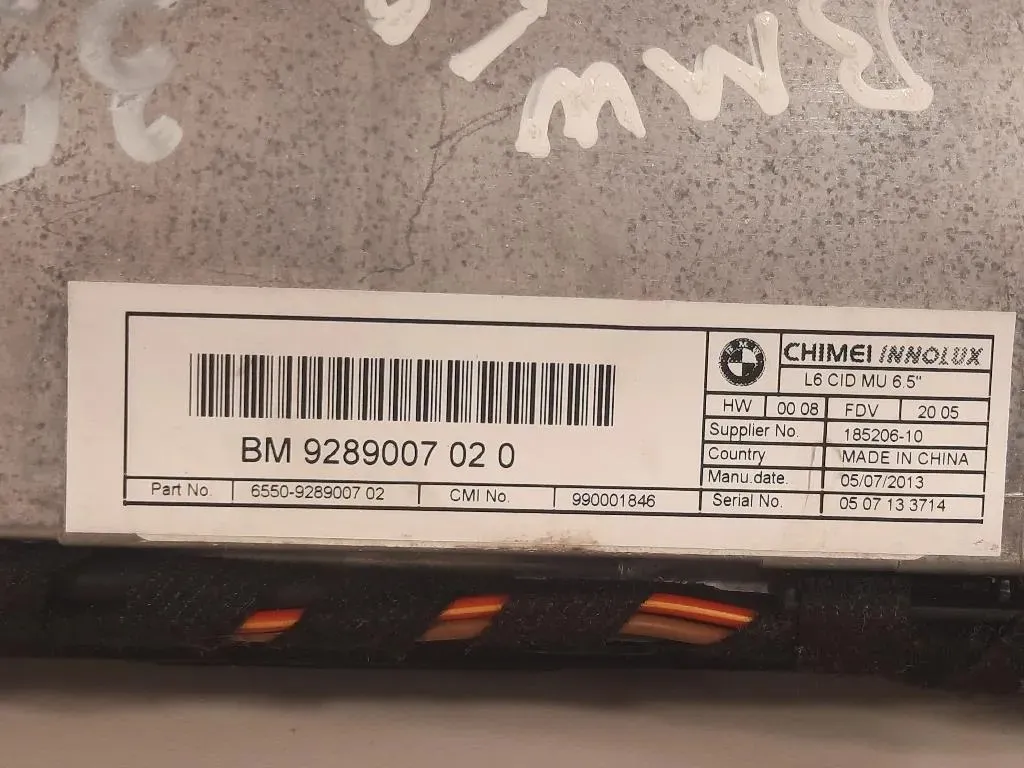 BMW
BM 9289007 02 0
Part No. 6550-9289007 02 CMI No. 990001846
BMW
CHIMEI INNOLUX
L6 CID MU 6.5"
HW 00 08 FDV 20 05
Supplier No. 185206-10
Country MADE IN CHINA
Manu.date. 05/07/2013
Serial No. 05 07 13 3714